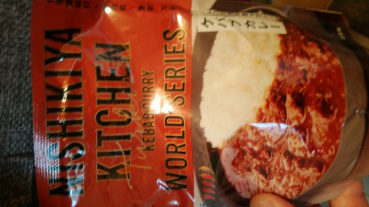 NISHIKIYA
KITCHEN
KEBAB CURRY
WORLD SERIES
ケバブカレー